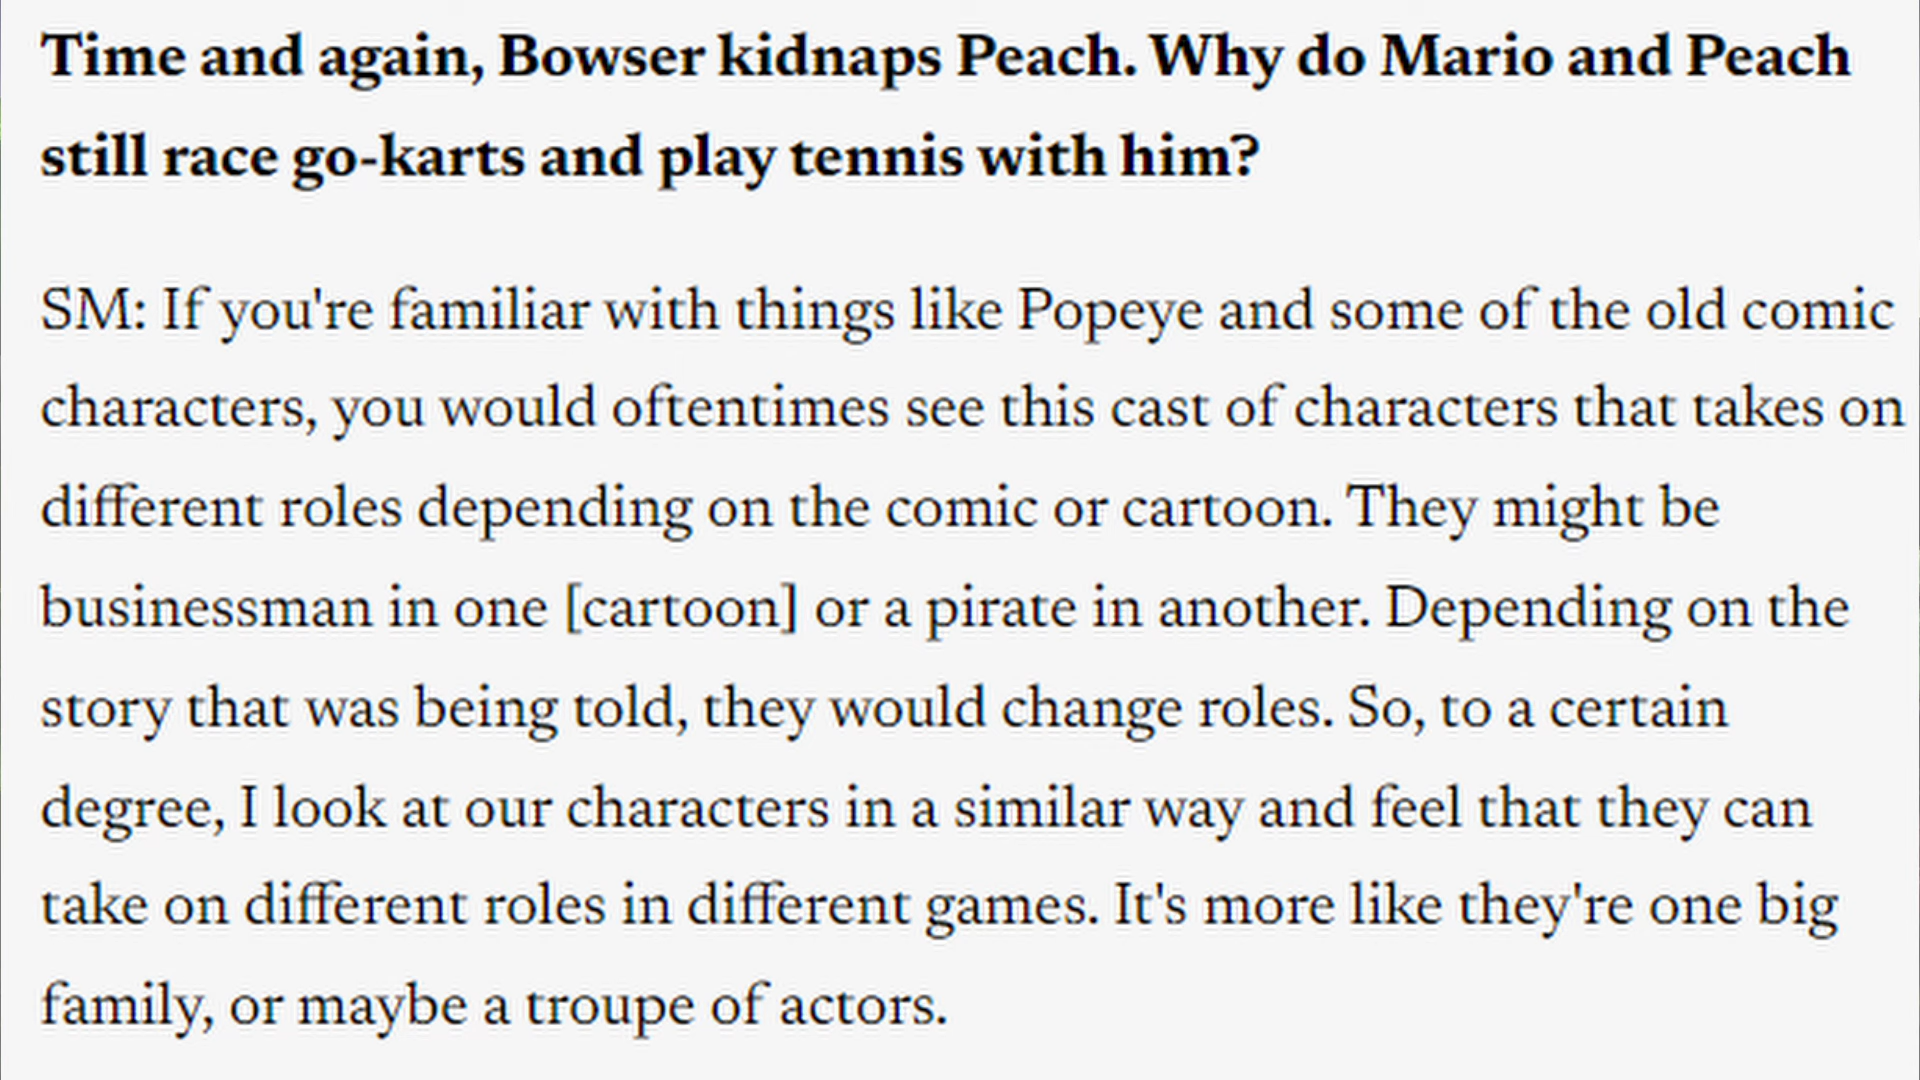 Time and again, Bowser kidnaps Peach. Why do Mario and Peach
still race go-karts and play tennis with him?
SM: If you're familiar with things like Popeye and some of the old comic
characters, you would oftentimes see this cast of characters that takes on
different roles depending on the comic or cartoon. They might be
businessman in one [cartoon] or a pirate in another. Depending on the
story that was being told, they would change roles. So, to a certain
degree, I look at our characters in a similar way and feel that they can
take on different roles in different games. It's more like they're one big
family, or maybe a troupe of actors.